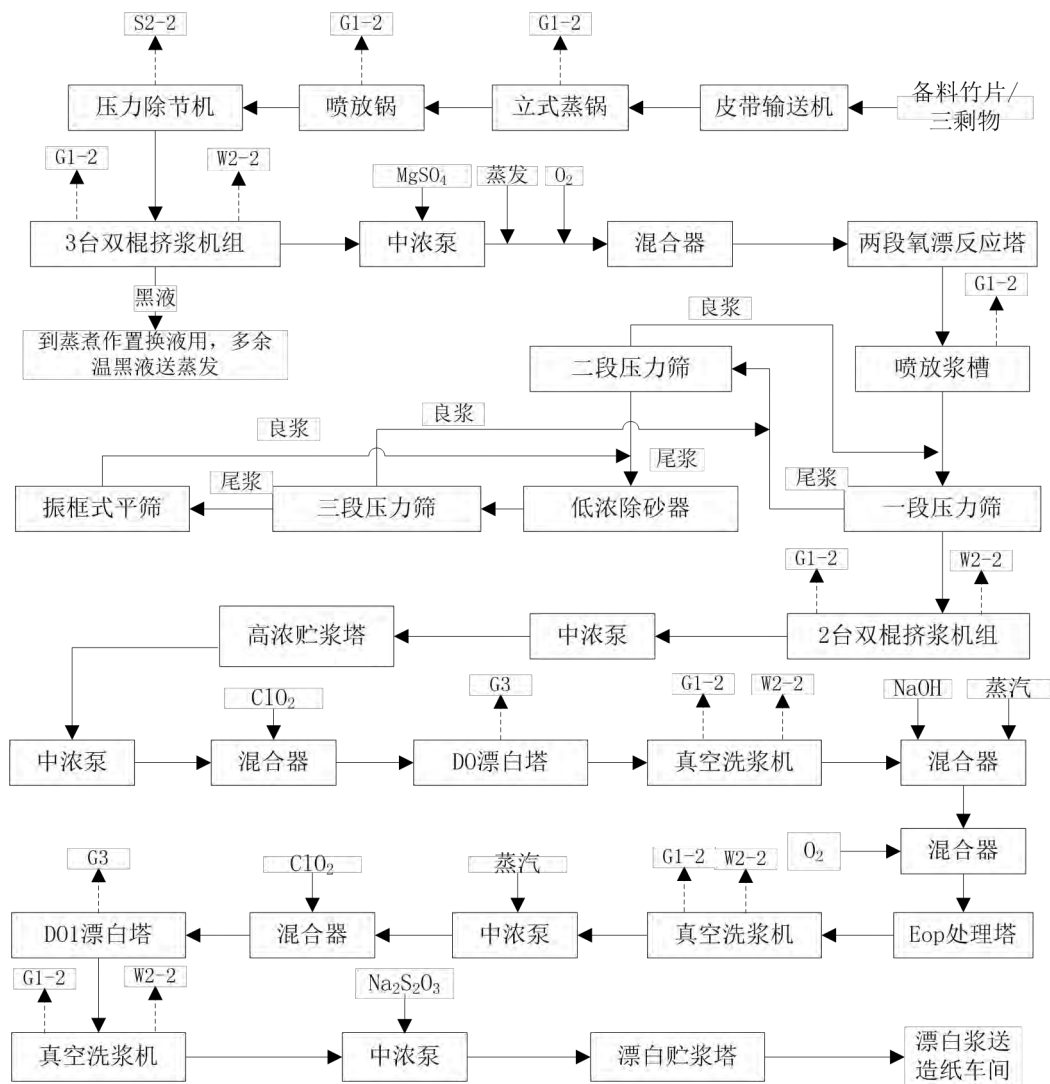 S2-2
G1-2
G1-2
压力除节机
喷放锅
立式蒸锅
皮带输送机
备料竹片/
三剩物
G1-2
W2-2
MgSO₄
蒸发
O₂
3台双棍挤浆机组
中浓泵
混合器
两段氧漂反应塔
黑液
G1-2
到蒸煮作置换液用，多余
温黑液送蒸发
良浆
二段压力筛
喷放浆槽
良浆
良浆
尾浆
尾浆
尾浆
振框式平筛
三段压力筛
低浓除砂器
一段压力筛
G1-2
W2-2
高浓贮浆塔
中浓泵
2台双棍挤浆机组
ClO₂
G3
G1-2
W2-2
NaOH
蒸汽
中浓泵
混合器
DO漂白塔
真空洗浆机
混合器
O₂
混合器
G3
ClO₂
蒸汽
G1-2
W2-2
DO1漂白塔
混合器
中浓泵
真空洗浆机
Eop处理塔
G1-2
W2-2
Na₂S₂O₃
真空洗浆机
中浓泵
漂白贮浆塔
漂白浆送
造纸车间